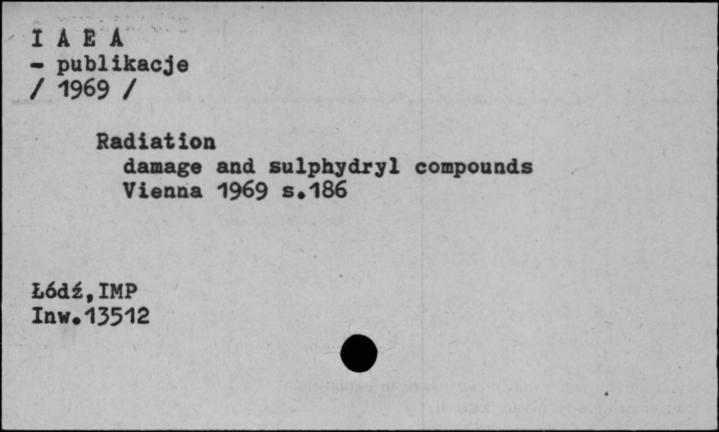 I A E A
- publikacje
/ 1969 /
Radiation
damage and sulphydryl compounds
Vienna 1969 s.186
Łódź,IMP
Inw.13512